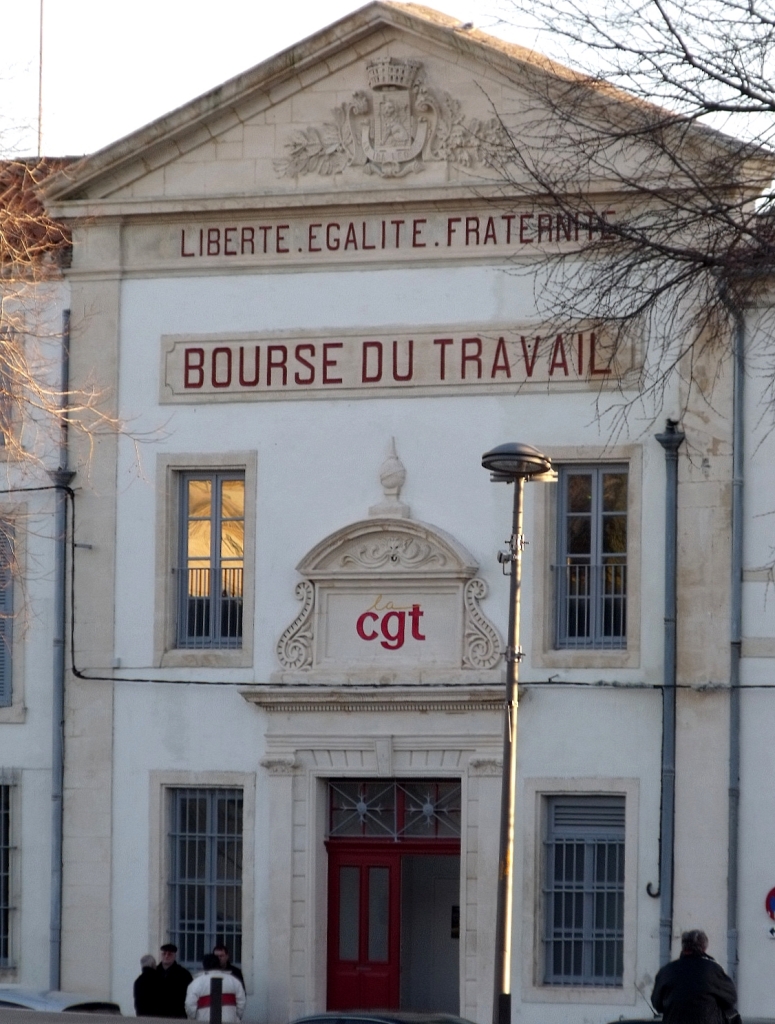 LIBERTE.EGALITE.FRATERNITE
BOURSE DU TRAVAIL
la
cgt